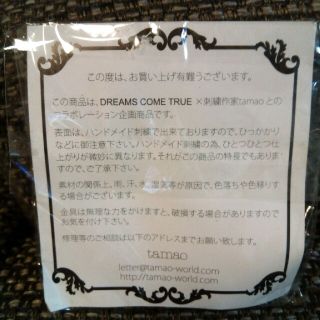 この度は、お買い上げ有難うございます。
この商品は、DREAMS COME TRUE ×刺繍作家tamao との
コラボレーション企画商品です。
表面は、ハンドメイド刺繍で出来ておりますので、ひっかかり
などに御注意下さい。ハンドメイド刺繍の為、ひとつひとつ仕
上がりが微妙に異なります。それがこの商品の特長でもありま
すので、ご了承下さい。
素材の関係上、雨、汗、水、湿気等が原因で、色落ちや色移り
する場合があります。
金具は無理な力をかけますと、破損する場合がありますので
お気を付け下さい。
修理等のご相談は以下のアドレスまでお願い致します。
tamao
letter@tamao-world.com
http://tamao-world.com